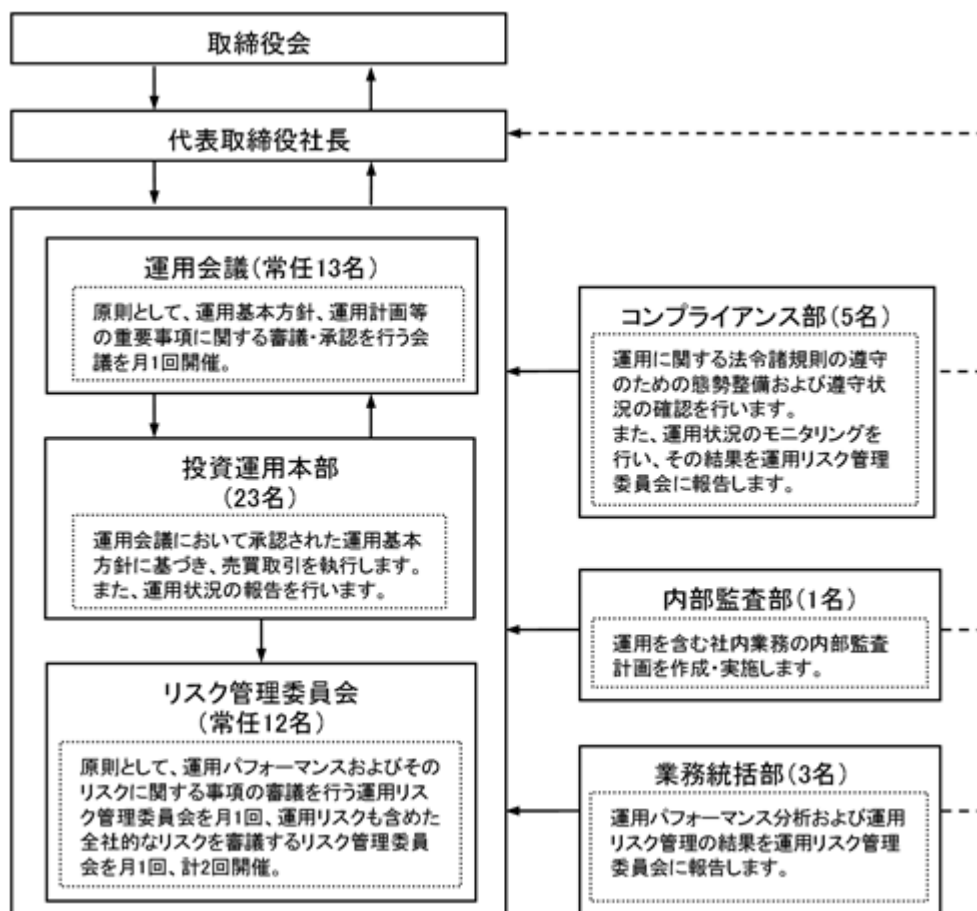 取締役会
代表取締役社長
運用会議(常任13名)
原則として、運用基本方針、運用計画等
の重要事項に関する審議・承認を行う会
議を月1回開催。
投資運用本部
(23名)
運用会議において承認された運用基本
方針に基づき、売買取引を執行します。
また、運用状況の報告を行います。
リスク管理委員会
(常任12名)
原則として、運用パフォーマンスおよびその
リスクに関する事項の審議を行う運用リス
ク管理委員会を月1回、運用リスクも含めた
全社的なリスクを審議するリスク管理委員
会を月1回、計2回開催。
コンプライアンス部(5名)
運用に関する法令諸規則の遵守
のための態勢整備および遵守状
況の確認を行います。
また、運用状況のモニタリングを
行い、その結果を運用リスク管理
委員会に報告します。
内部監査部(1名)
運用を含む社内業務の内部監査
計画を作成・実施します。
業務統括部(3名)
運用パフォーマンス分析および運用
リスク管理の結果を運用リスク管理
委員会に報告します。